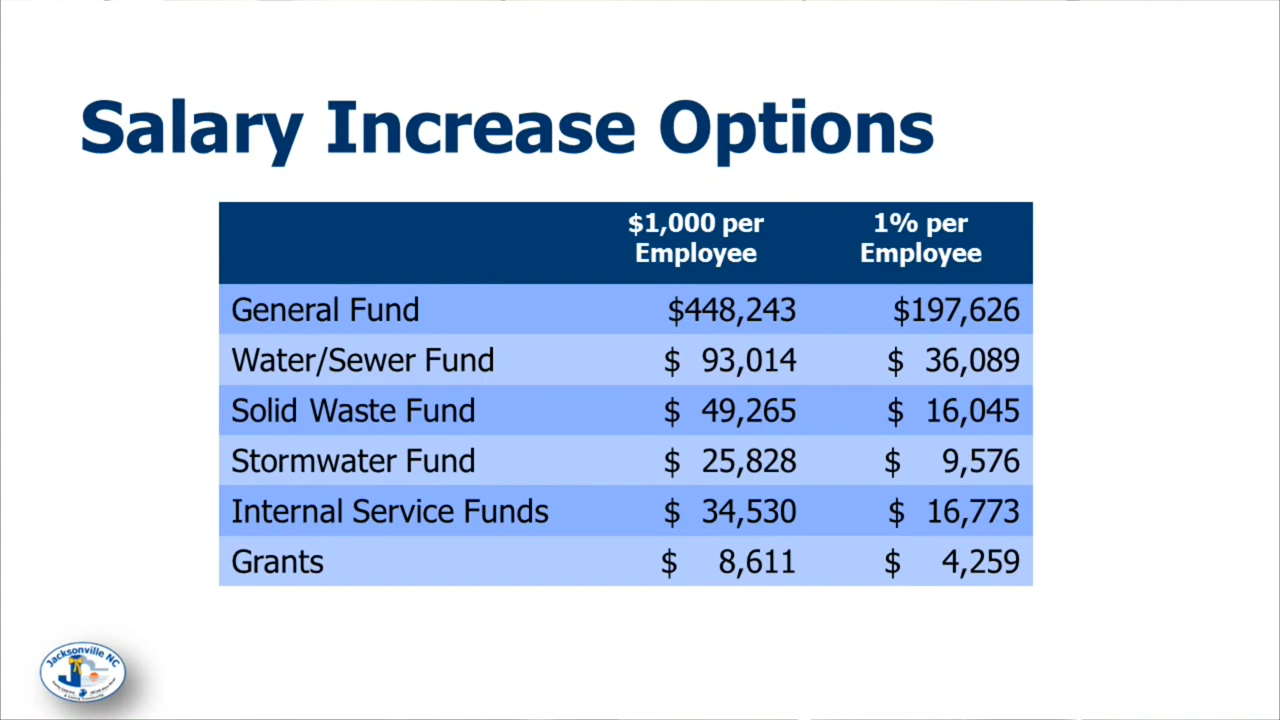 Salary Increase Options
$1,000 per Employee 1% per Employee
General Fund $448,243 $197,626
Water/Sewer Fund $ 93,014 $ 36,089
Solid Waste Fund $ 49,265 $ 16,045
Stormwater Fund $ 25,828 $ 9,576
Internal Service Funds $ 34,530 $ 16,773
Grants $ 8,611 $ 4,259
Jacksonville NC